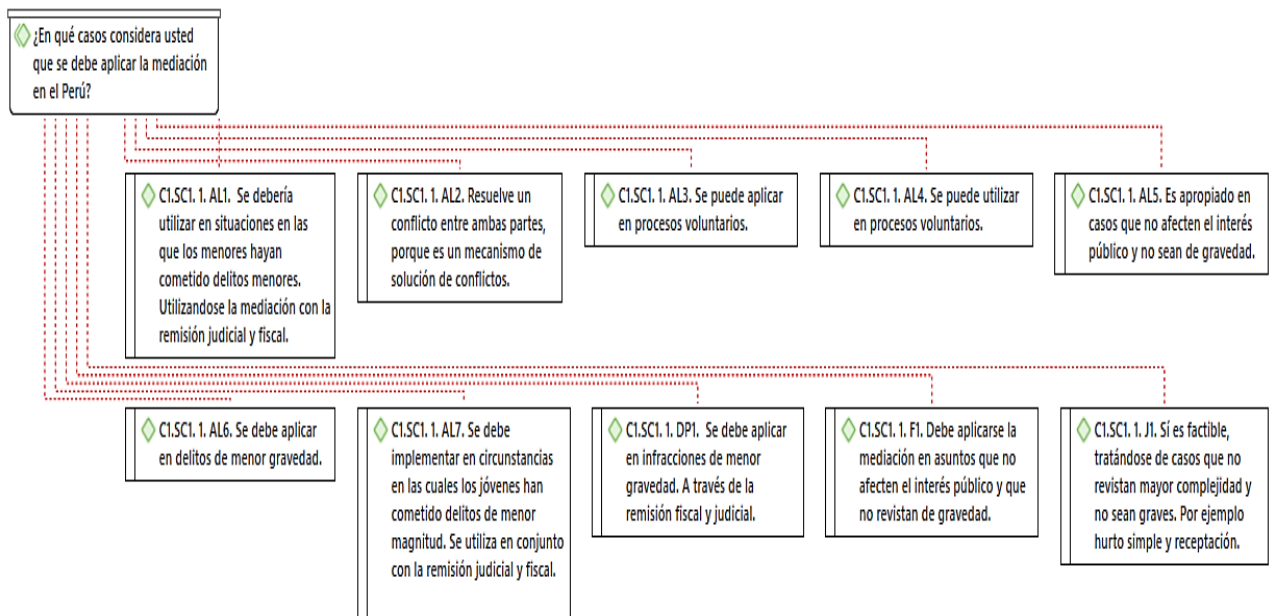 ¿En qué casos considera usted
que se debe aplicar la mediación
en el Perú?
C1.SC1. 1. AL1. Se debería
utilizar en situaciones en las
que los menores hayan
cometido delitos menores.
Utilizandose la mediación con la
remisión judicial y fiscal.
C1.SC1. 1. AL2. Resuelve un
conflicto entre ambas partes,
porque es un mecanismo de
solución de conflictos.
C1.SC1. 1. AL3. Se puede aplicar
en procesos voluntarios.
C1.SC1. 1. AL4. Se puede utilizar
en procesos voluntarios.
C1.SC1. 1. AL5. Es apropiado en
casos que no afecten el interés
público y no sean de gravedad.
C1.SC1. 1. AL6. Se debe aplicar
en delitos de menor gravedad.
C1.SC1. 1. AL7. Se debe
implementar en circunstancias
en las cuales los jóvenes han
cometido delitos de menor
magnitud. Se utiliza en conjunto
con la remisión judicial y fiscal.
C1.SC1. 1. DP1. Se debe aplicar
en infracciones de menor
gravedad. A través de la
remisión fiscal y judicial.
C1.SC1. 1. F1. Debe aplicarse la
mediación en asuntos que no
afecten el interés público y que
no revistan de gravedad.
C1.SC1. 1. J1. Sí es factible,
tratándose de casos que no
revistan mayor complejidad y
no sean graves. Por ejemplo
hurto simple y receptación.